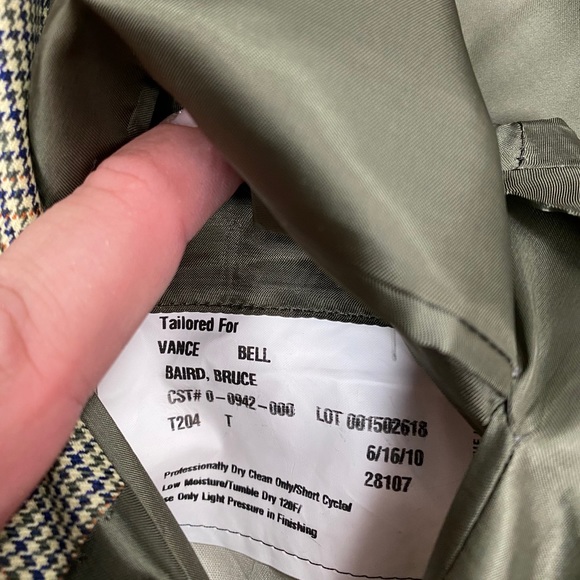 Tailored For
VANCE BELL
BAIRD, BRUCE
CST# 0-0942-000 LOT 001502618
T204 T 6/16/10
28107
Professionally Dry Clean Only/Short Cycle/
Low Moisture/Tumble Dry 120F/
se Only Light Pressure in Finishing